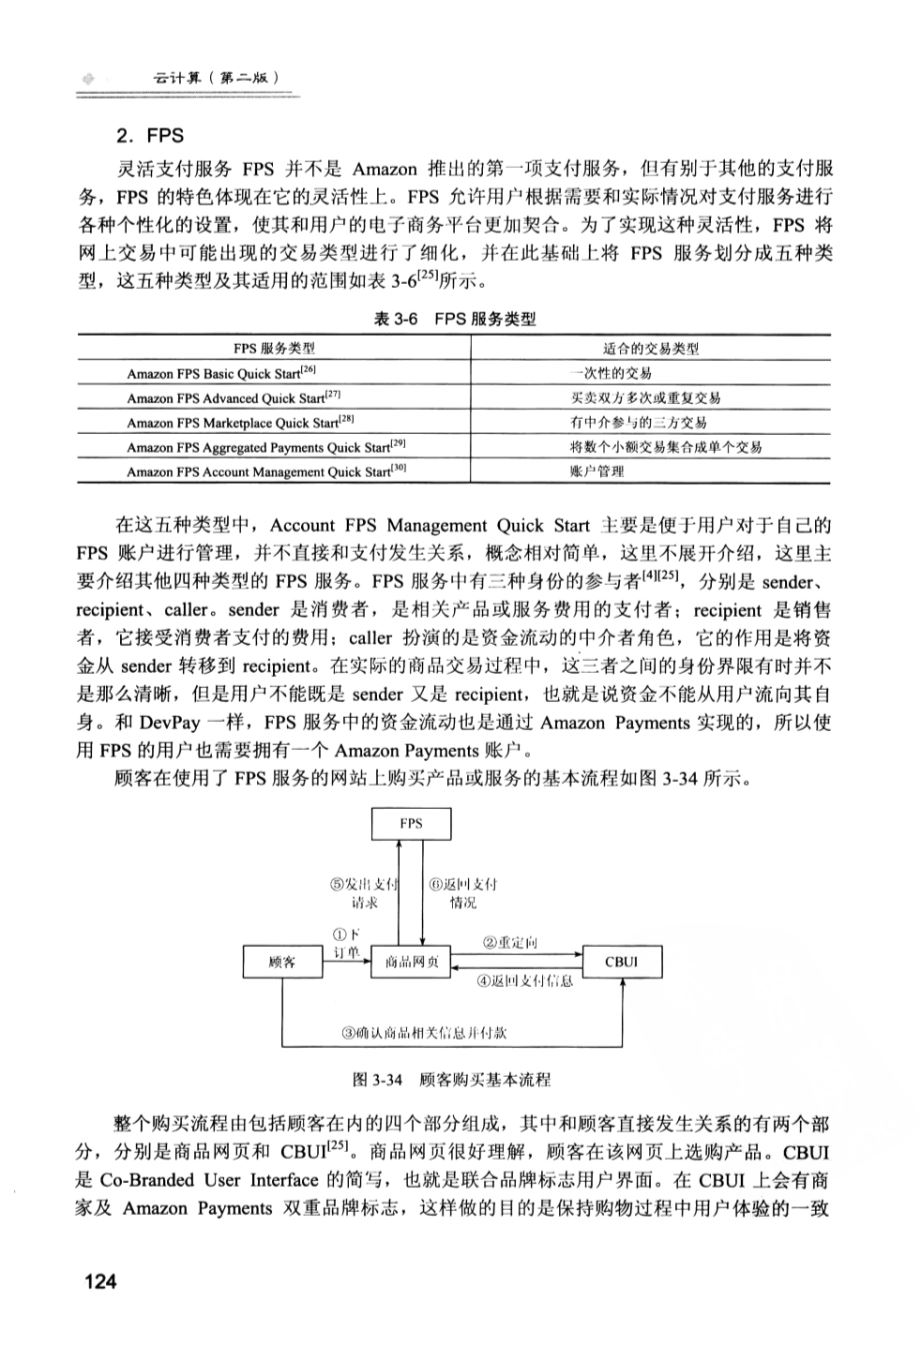 云计算（第二版）
2．FPS
灵活支付服务 FPS 并不是 Amazon 推出的第一项支付服务，但有别于其他的支付服
务，FPS 的特色体现在它的灵活性上。FPS 允许用户根据需要和实际情况对支付服务进行
各种个性化的设置，使其和用户的电子商务平台更加契合。为了实现这种灵活性，FPS 将
网上交易中可能出现的交易类型进行了细化，并在此基础上将 FPS 服务划分成五种类
型，这五种类型及其适用的范围如表 3-6[25]所示。
表 3-6 FPS 服务类型
FPS 服务类型 适合的交易类型
Amazon FPS Basic Quick Start[26] 一次性的交易
Amazon FPS Advanced Quick Start[27] 买卖双方多次或重复交易
Amazon FPS Marketplace Quick Start[28] 有中介参与的三方交易
Amazon FPS Aggregated Payments Quick Start[29] 将数个小额交易集合成单个交易
Amazon FPS Account Management Quick Start[30] 账户管理
在这五种类型中，Account FPS Management Quick Start 主要是便于用户对于自己的
FPS 账户进行管理，并不直接和支付发生关系，概念相对简单，这里不展开介绍，这里主
要介绍其他四种类型的 FPS 服务。FPS 服务中有三种身份的参与者[4][25]，分别是 sender、
recipient、caller。sender 是消费者，是相关产品或服务费用的支付者；recipient 是销售
者，它接受消费者支付的费用；caller 扮演的是资金流动的中介者角色，它的作用是将资
金从 sender 转移到 recipient。在实际的商品交易过程中，这三者之间的身份界限有时并不
是那么清晰，但是用户不能既是 sender 又是 recipient，也就是说资金不能从用户流向其自
身。和 DevPay 一样，FPS 服务中的资金流动也是通过 Amazon Payments 实现的，所以使
用 FPS 的用户也需要拥有一个 Amazon Payments 账户。
顾客在使用了 FPS 服务的网站上购买产品或服务的基本流程如图 3-34 所示。
FPS
⑤发出支付
请求
⑥返回支付
情况
①下
订单
②重定向
顾客
商品网页
CBUI
④返回支付信息
③确认商品相关信息并付款
图 3-34 顾客购买基本流程
整个购买流程由包括顾客在内的四个部分组成，其中和顾客直接发生关系的有两个部
分，分别是商品网页和 CBUI[25]。商品网页很好理解，顾客在该网页上选购产品。CBUI
是 Co-Branded User Interface 的简写，也就是联合品牌标志用户界面。在 CBUI 上会有商
家及 Amazon Payments 双重品牌标志，这样做的目的是保持购物过程中用户体验的一致
124